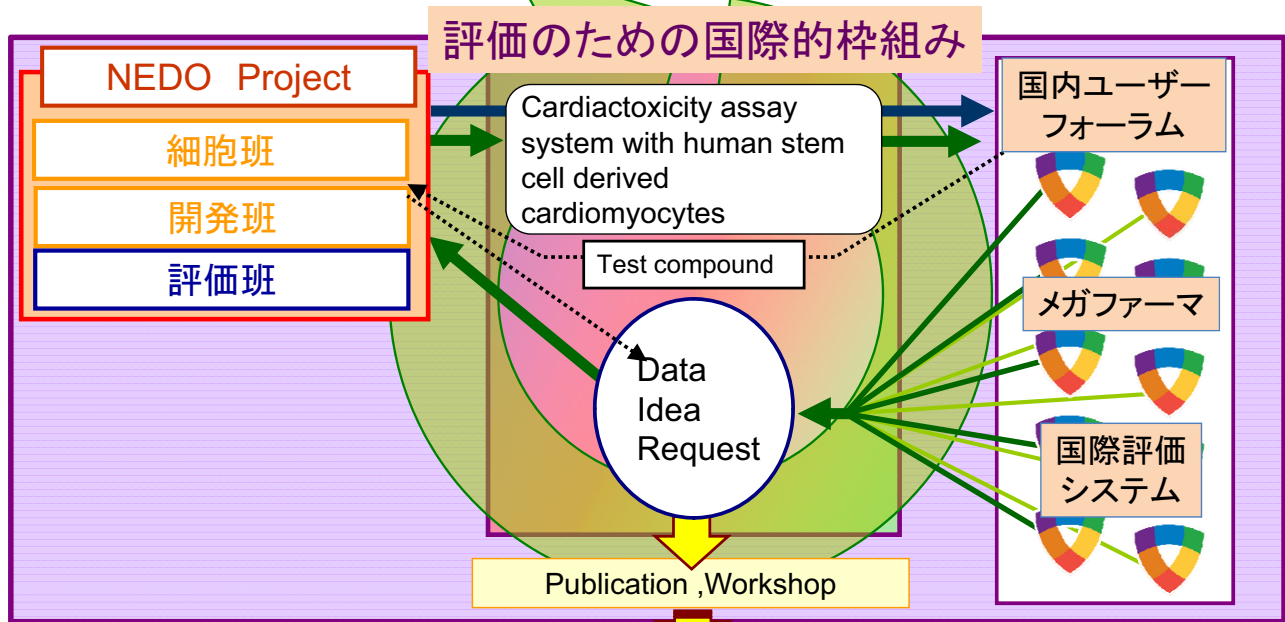 評価のための国際的枠組み
NEDO Project
細胞班
開発班
評価班
Cardiactoxicity assay
system with human stem
cell derived
cardiomyocytes
Test compound
Data
Idea
Request
Publication ,Workshop
国内ユーザー
フォーラム
メガファーマ
国際評価
システム